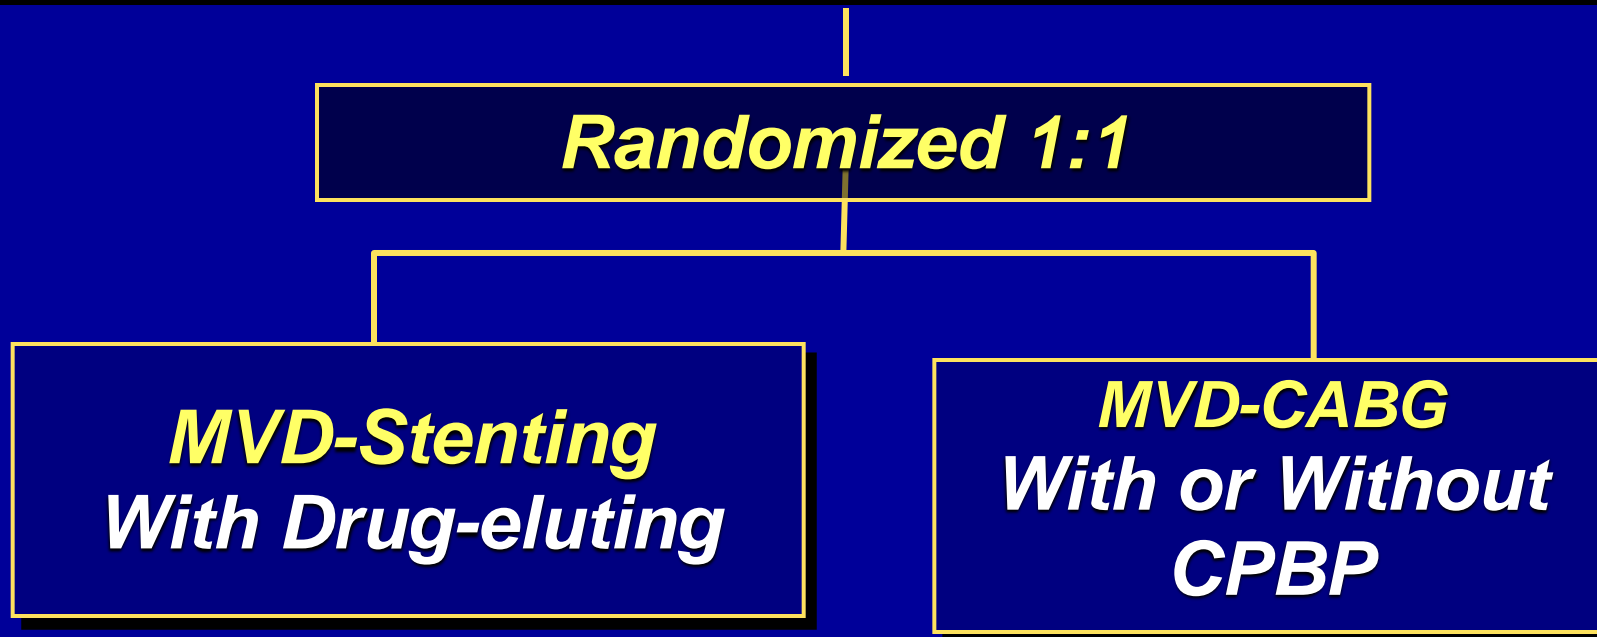 Randomized 1:1
MVD-Stenting
With Drug-eluting
MVD-CABG
With or Without
CPBP